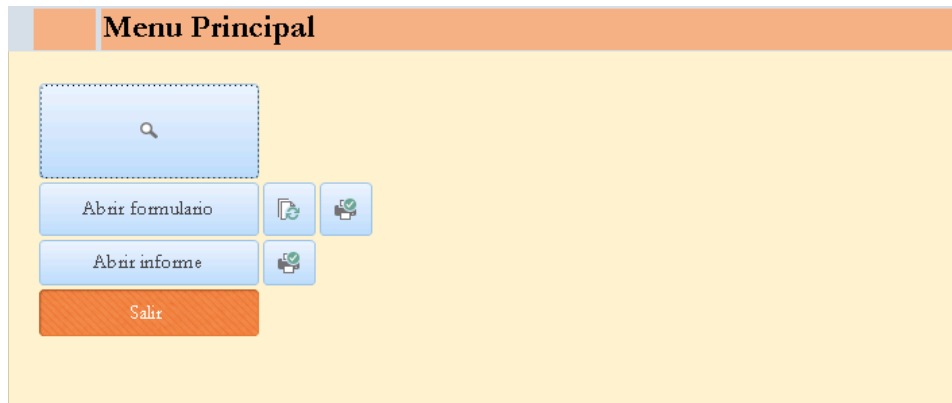 Menu Principal
Abrir formulario
Abrir informe
Salir